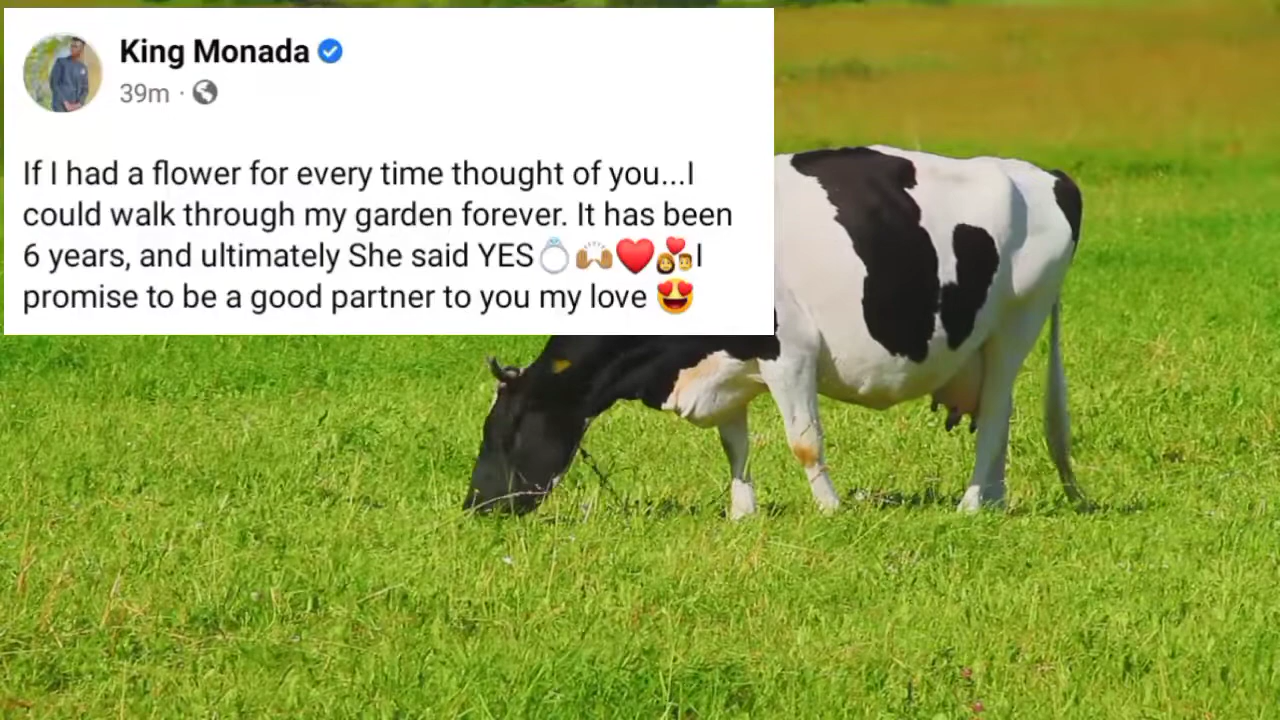 King Monada
39m ·
If I had a flower for every time thought of you...I
could walk through my garden forever. It has been
6 years, and ultimately She said YES💍🙌🏽❤️💑I
promise to be a good partner to you my love 😍